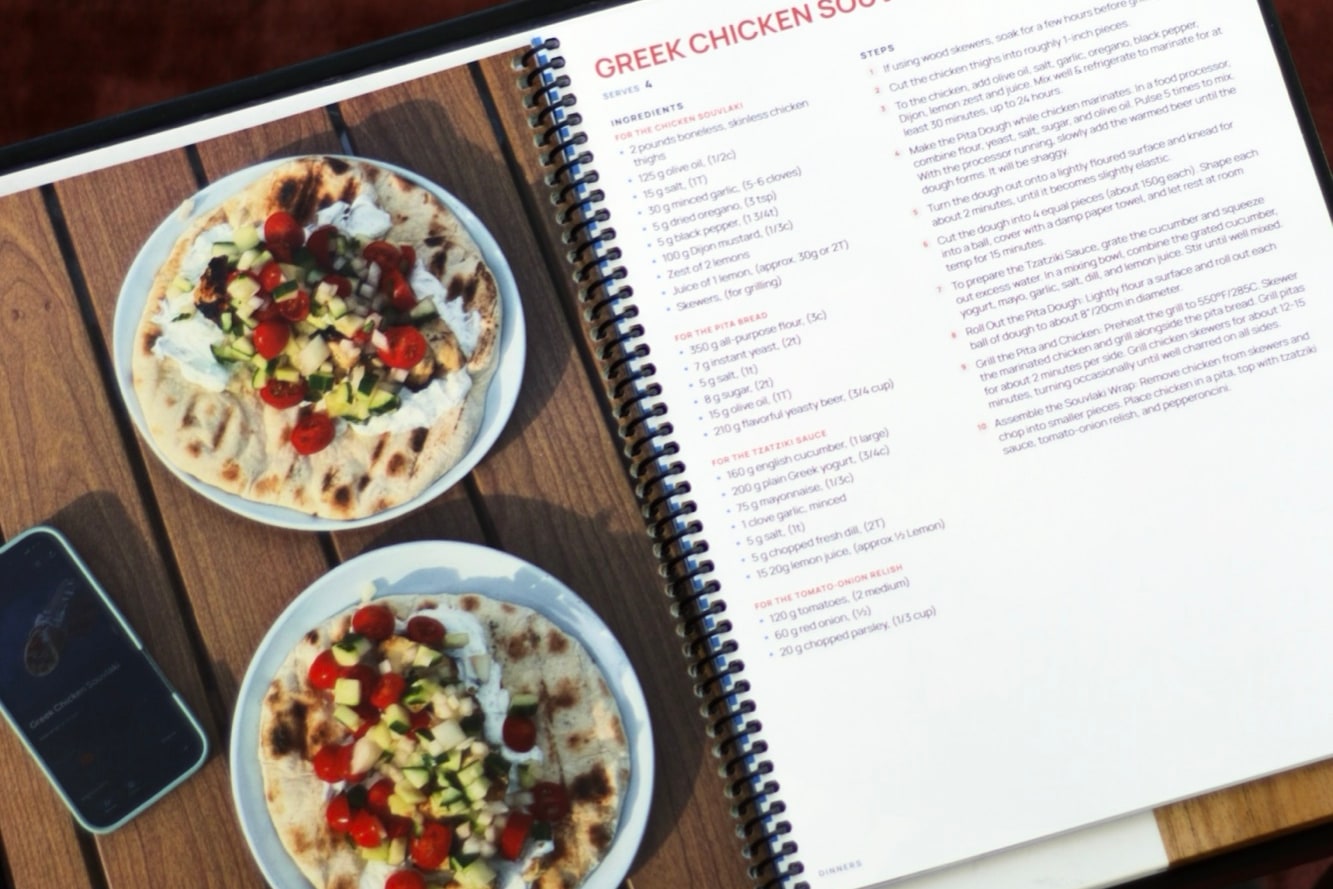 GREEK CHICKEN
SERVES 4
INGREDIENTS
FOR THE CHICKEN SOUVLAKI
• 2 pounds boneless, skinless chicken
thighs
• 125 g olive oil, (1/2c)
• 15 g salt, (1T)
• 30 g minced garlic, (5-6 cloves)
• 5 g dried oregano, (3 tsp)
• 5 g black pepper, (1 3/4t)
• 100 g Dijon mustard, (1/3c)
• Zest of 2 lemons
• Juice of 1 lemon, (approx. 30g or 2T)
• Skewers, (for grilling)
FOR THE PITA BREAD
• 350 g all-purpose flour, (3c)
• 7 g instant yeast, (2t)
• 5 g salt, (1t)
• 8 g sugar, (2t)
• 15 g olive oil, (1T)
• 210 g flavorful yeasty beer, (3/4 cup)
FOR THE TZATZIKI SAUCE
• 160 g english cucumber, (1 large)
• 200 g plain Greek yogurt, (3/4c)
• 75 g mayonnaise, (1/3c)
• 1 clove garlic, minced
• 5 g salt, (1t)
• 5 g chopped fresh dill, (2T)
• 15 20g lemon juice, (approx ½ Lemon)
FOR THE TOMATO-ONION RELISH
• 120 g tomatoes, (2 medium)
• 60 g red onion, (½)
• 20 g chopped parsley, (1/3 cup)
STEPS
1 If using wood skewers, soak for a few hours before
2 Cut the chicken thighs into roughly 1-inch pieces.
3 To the chicken, add olive oil, salt, garlic, oregano, black pepper,
Dijon, lemon zest and juice. Mix well & refrigerate to marinate for at
least 30 minutes, up to 24 hours.
4 Make the Pita Dough while chicken marinates. In a food processor,
combine flour, yeast, salt, sugar, and olive oil. Pulse 5 times to mix.
With the processor running, slowly add the warmed beer until the
dough forms. It will be shaggy.
5 Turn the dough out onto a lightly floured surface and knead for
about 2 minutes, until it becomes slightly elastic.
6 Cut the dough into 4 equal pieces (about 150g each). Shape each
into a ball, cover with a damp paper towel, and let rest at room
temp for 15 minutes.
7 To prepare the Tzatziki Sauce, grate the cucumber and squeeze
out excess water. In a mixing bowl, combine the grated cucumber,
yogurt, mayo, garlic, salt, dill, and lemon juice. Stir until well mixed.
8 Roll Out the Pita Dough: Lightly flour a surface and roll out each
ball of dough to about 8"/20cm in diameter.
9 Grill the Pita and Chicken: Preheat the grill to 550°F/285C. Skewer
the marinated chicken and grill alongside the pita bread. Grill pitas
for about 2 minutes per side. Grill chicken skewers for about 12-15
minutes, turning occasionally until well charred on all sides.
10 Assemble the Souvlaki Wrap: Remove chicken from skewers and
chop into smaller pieces. Place chicken in a pita, top with tzatziki
sauce, tomato-onion relish, and pepperoncini.
Greek Chicken Souvlaki
DINNERS